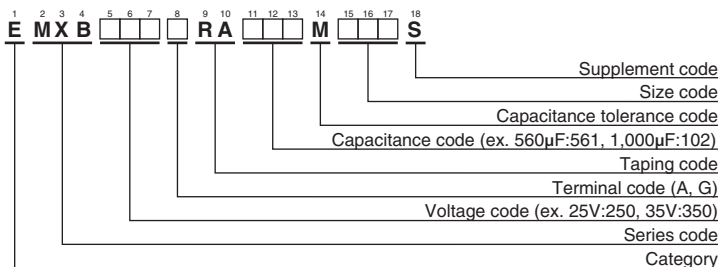 1 2 3 4 5 6 7 8 9 10 11 12 13 14 15 16 17 18
E M X B □□□ □ R A □□□ M □□□ S
Supplement code
Size code
Capacitance tolerance code
Capacitance code (ex. 560µF:561, 1,000µF:102)
Taping code
Terminal code (A, G)
Voltage code (ex. 25V:250, 35V:350)
Series code
Category